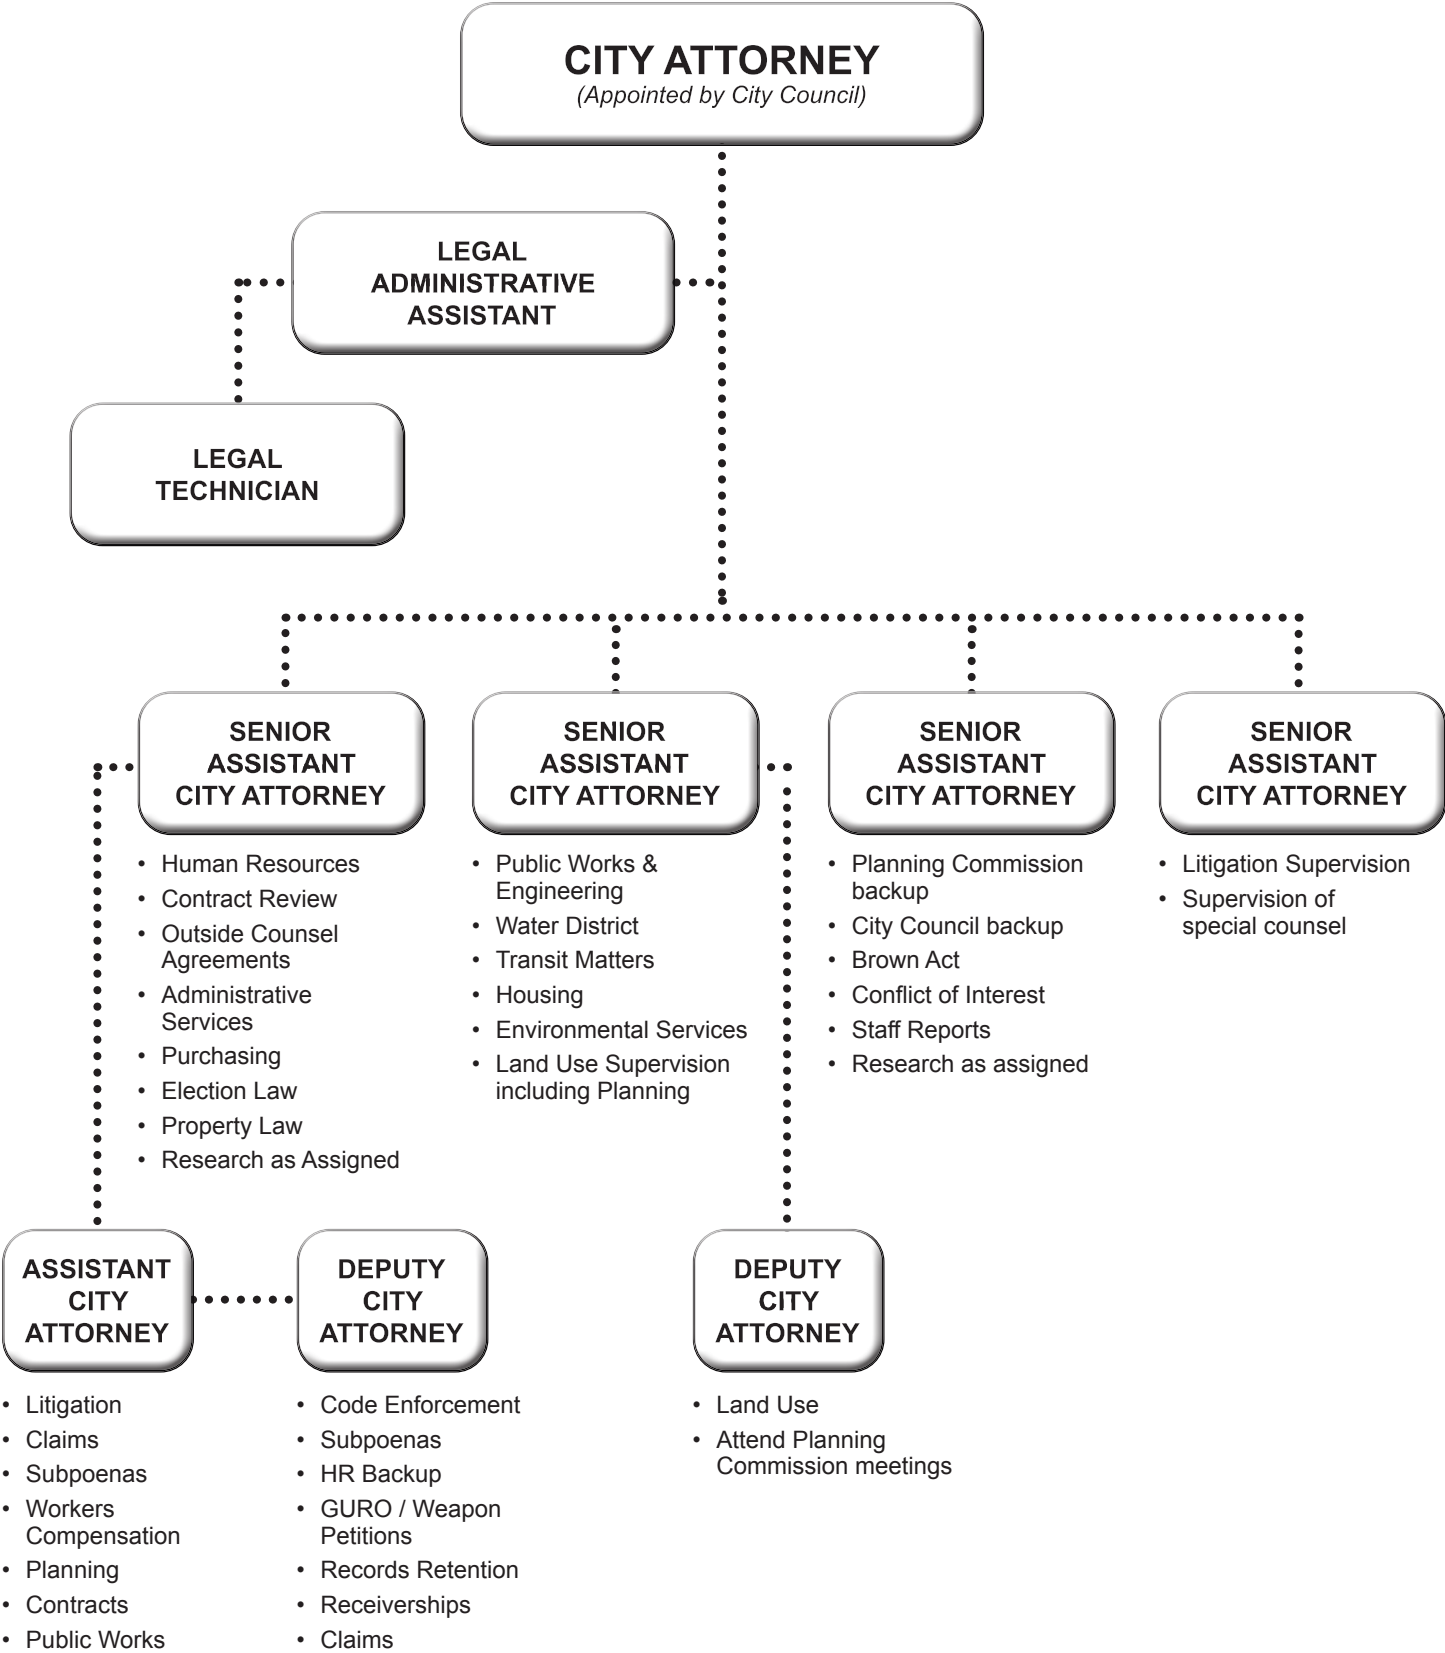 CITY ATTORNEY
(Appointed by City Council)
LEGAL
ADMINISTRATIVE
ASSISTANT
LEGAL
TECHNICIAN
SENIOR
ASSISTANT
CITY ATTORNEY
• Human Resources
• Contract Review
• Outside Counsel
Agreements
• Administrative
Services
• Purchasing
• Election Law
• Property Law
• Research as Assigned
SENIOR
ASSISTANT
CITY ATTORNEY
• Public Works &
Engineering
• Water District
• Transit Matters
• Housing
• Environmental Services
• Land Use Supervision
including Planning
SENIOR
ASSISTANT
CITY ATTORNEY
• Planning Commission
backup
• City Council backup
• Brown Act
• Conflict of Interest
• Staff Reports
• Research as assigned
SENIOR
ASSISTANT
CITY ATTORNEY
• Litigation Supervision
• Supervision of
special counsel
ASSISTANT
CITY
ATTORNEY
• Litigation
• Claims
• Subpoenas
• Workers
Compensation
• Planning
• Contracts
• Public Works
DEPUTY
CITY
ATTORNEY
• Code Enforcement
• Subpoenas
• HR Backup
• GURO / Weapon
Petitions
• Records Retention
• Receiverships
• Claims
DEPUTY
CITY
ATTORNEY
• Land Use
• Attend Planning
Commission meetings